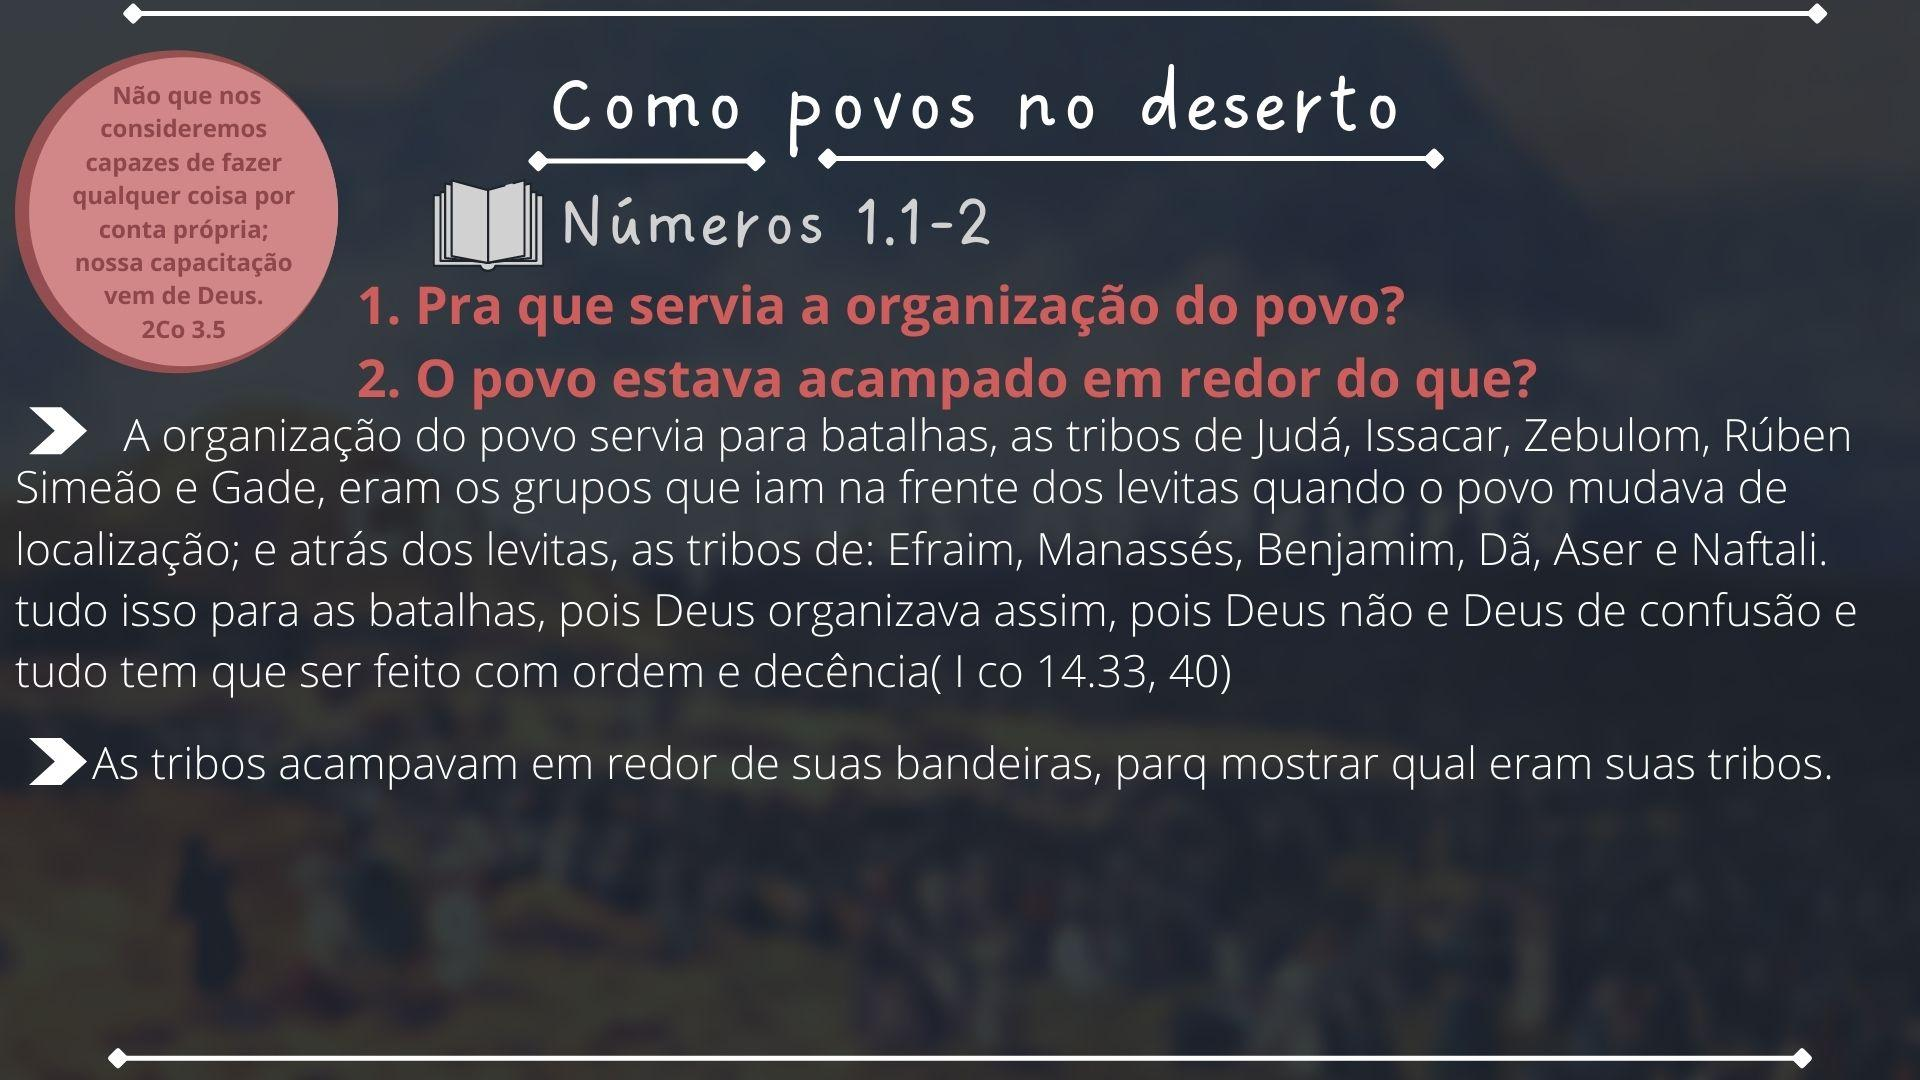 Não que nos
consideremos
capazes de fazer
qualquer coisa por
conta própria;
nossa capacitação
vem de Deus.
2Co 3.5
Como povos no deserto
Números 1.1-2
1. Pra que servia a organização do povo?
2. O povo estava acampado em redor do que?
A organização do povo servia para batalhas, as tribos de Judá, Issacar, Zebulom, Rúben
Simeão e Gade, eram os grupos que iam na frente dos levitas quando o povo mudava de
localização; e atrás dos levitas, as tribos de: Efraim, Manassés, Benjamim, Dã, Aser e Naftali.
tudo isso para as batalhas, pois Deus organizava assim, pois Deus não e Deus de confusão e
tudo tem que ser feito com ordem e decência( I co 14.33, 40)
As tribos acampavam em redor de suas bandeiras, parq mostrar qual eram suas tribos.